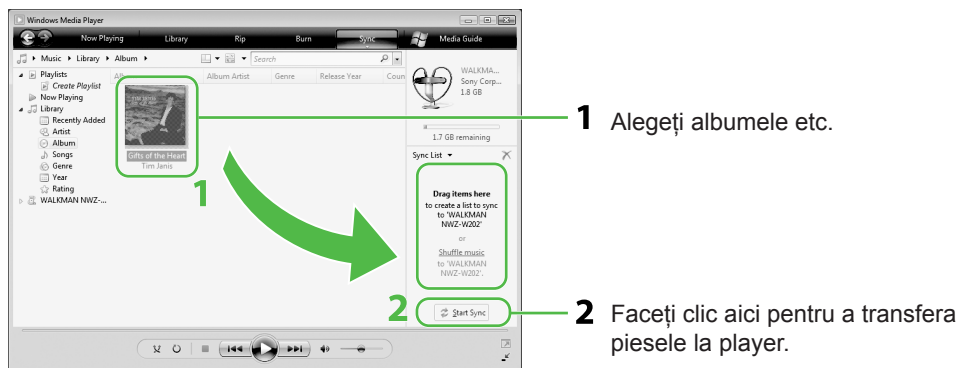 Windows Media Player
Now Playing Library Rip Burn Sync Media Guide
Music Library Album Search
Playlists
Create Playlist
Now Playing
Library
Recently Added
Artist
Album
Songs
Genre
Year
Rating
WALKMAN NWZ-...
Album Artist Genre Release Year Coun
Gifts of the Heart
Tim Janis
1
WALKMA...
Sony Corp...
1.8 GB
1.7 GB remaining
Sync List
Drag items here
to create a list to sync
to 'WALKMAN
NWZ-W202'
or
Shuffle music
to 'WALKMAN
NWZ-W202'.
2
Start Sync
1 Alegeți albumele etc.
2 Faceți clic aici pentru a transfera
piesele la player.